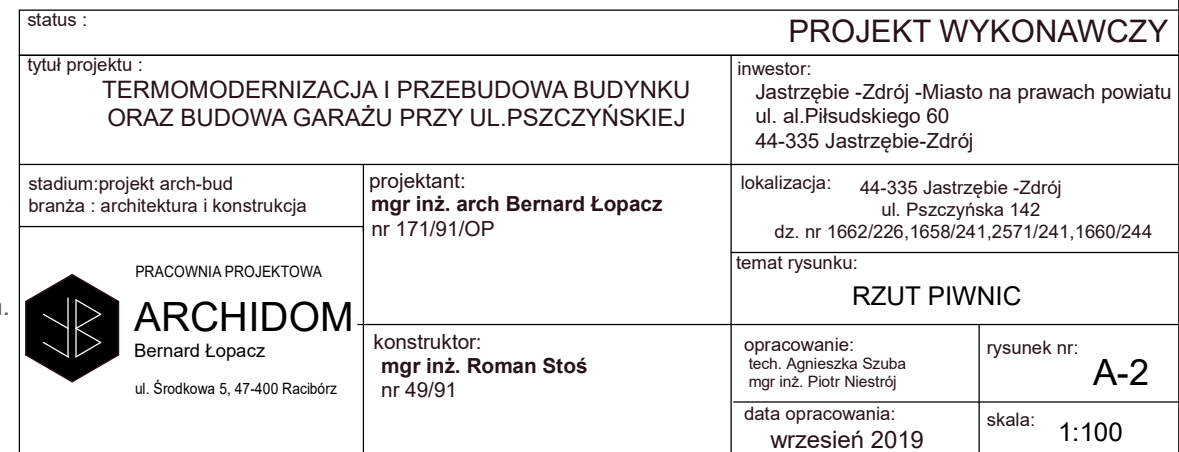 status :
PROJEKT WYKONAWCZY
tytuł projektu :
TERMOMODERNIZACJA I PRZEBUDOWA BUDYNKU
ORAZ BUDOWA GARAŻU PRZY UL.PSZCZYŃSKIEJ
inwestor:
Jastrzębie -Zdrój -Miasto na prawach powiatu
ul. al.Piłsudskiego 60
44-335 Jastrzębie-Zdrój
stadium:projekt arch-bud
branża : architektura i konstrukcja
projektant:
mgr inż. arch Bernard Łopacz
nr 171/91/OP
lokalizacja:
44-335 Jastrzębie -Zdrój
ul. Pszczyńska 142
dz. nr 1662/226,1658/241,2571/241,1660/244
PRACOWNIA PROJEKTOWA
ARCHIDOM
Bernard Łopacz
ul. Środkowa 5, 47-400 Racibórz
temat rysunku:
RZUT PIWNIC
konstruktor:
mgr inż. Roman Stoś
nr 49/91
opracowanie:
tech. Agnieszka Szuba
mgr inż. Piotr Niestrój
rysunek nr:
A-2
data opracowania:
wrzesień 2019
skala:
1:100